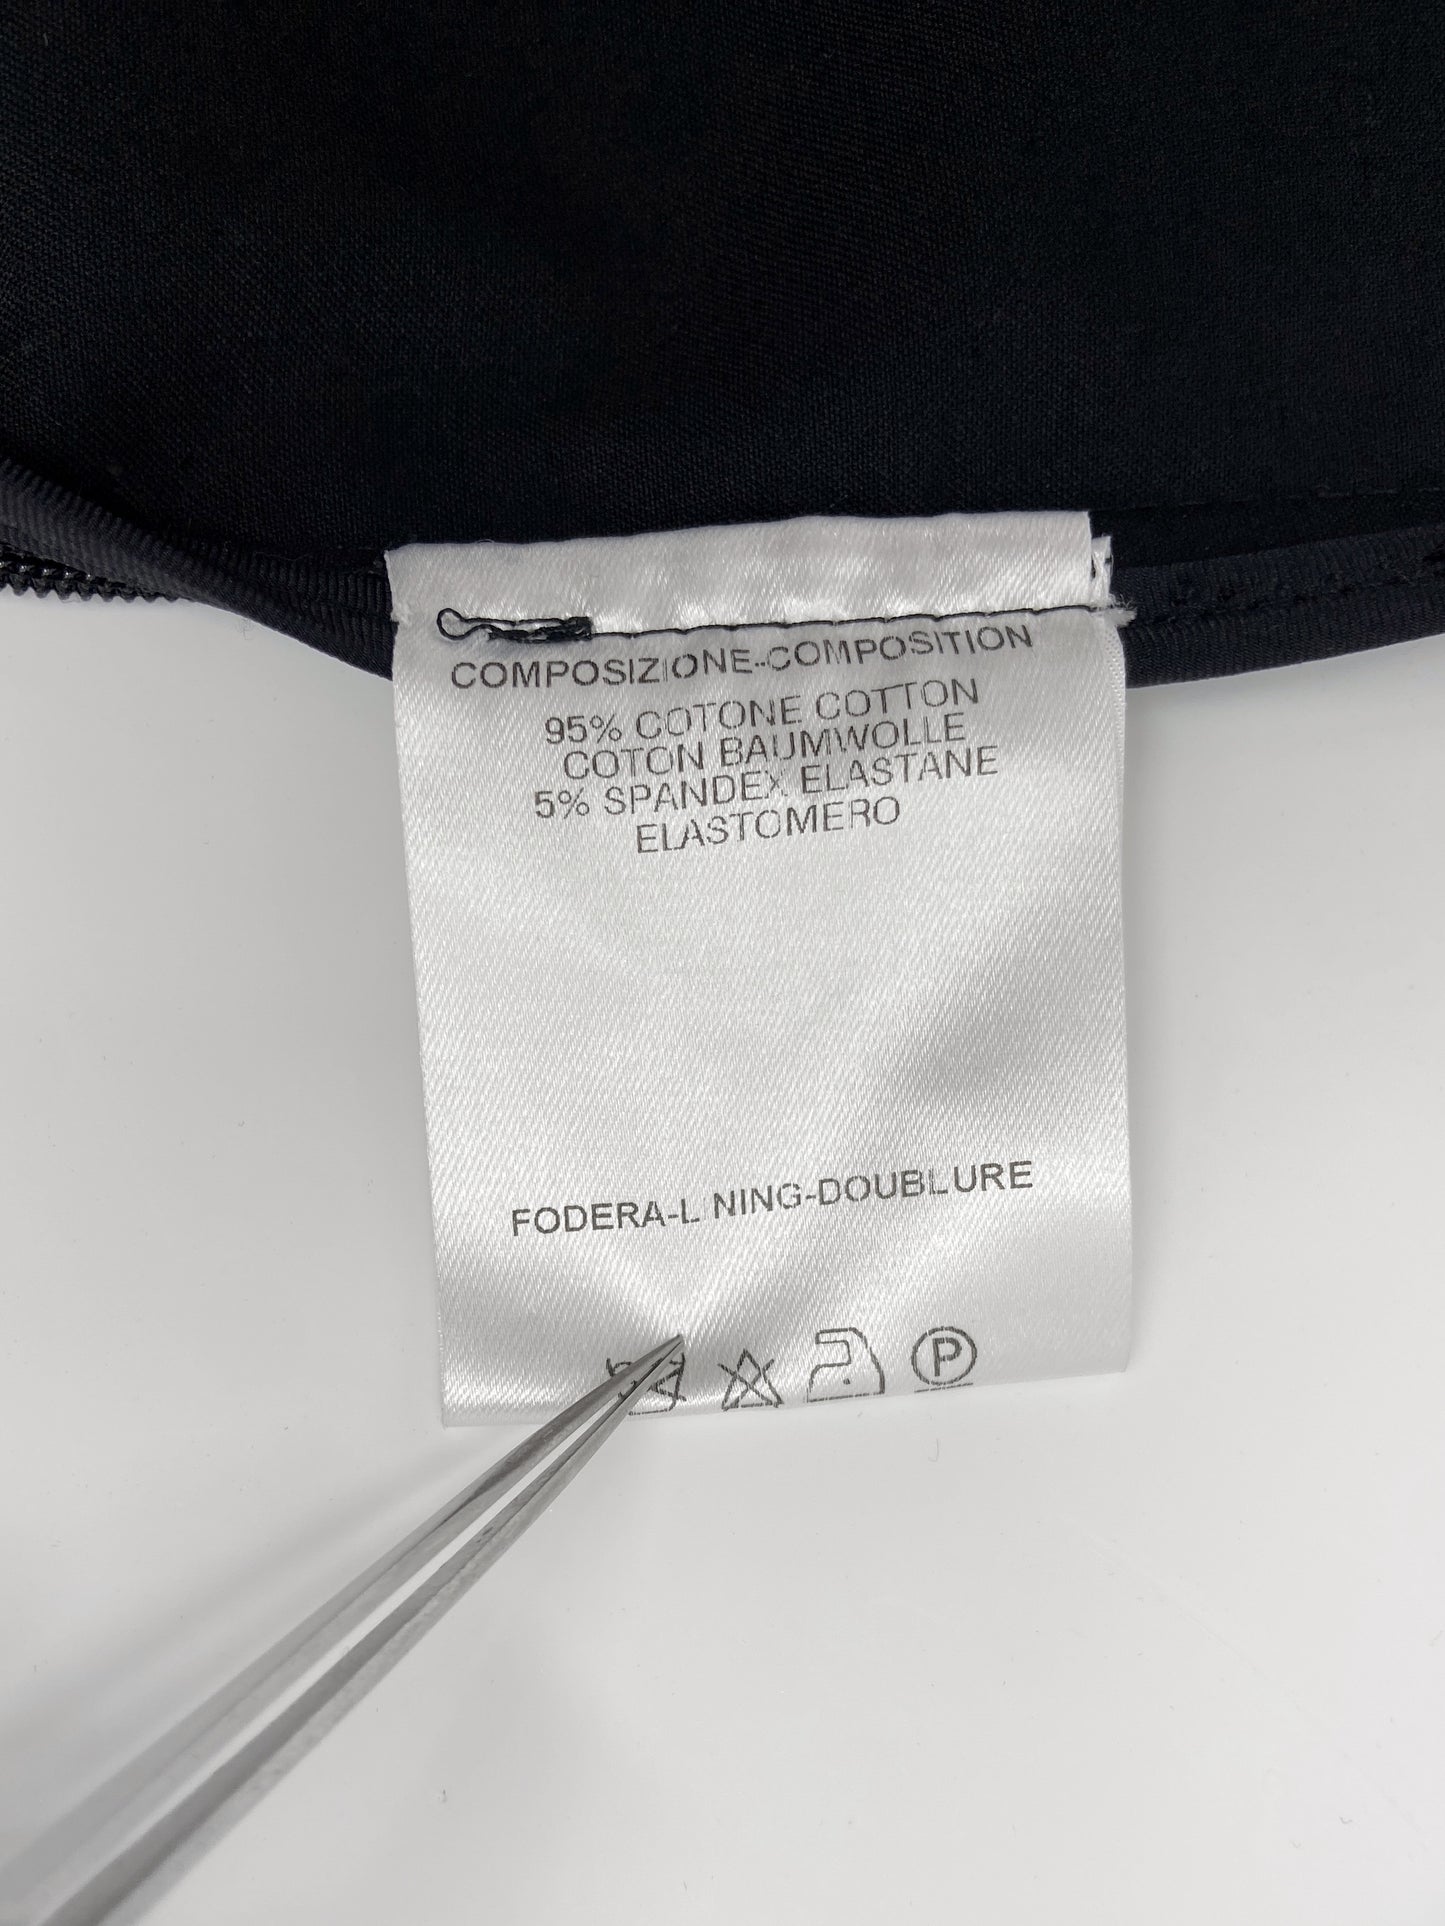 COMPOSIZIONE-COMPOSITION
95% COTONE COTTON
COTON BAUMWOLLE
5% SPANDEX ELASTANE
ELASTOMERO
FODERA-L NING-DOUBLURE
P